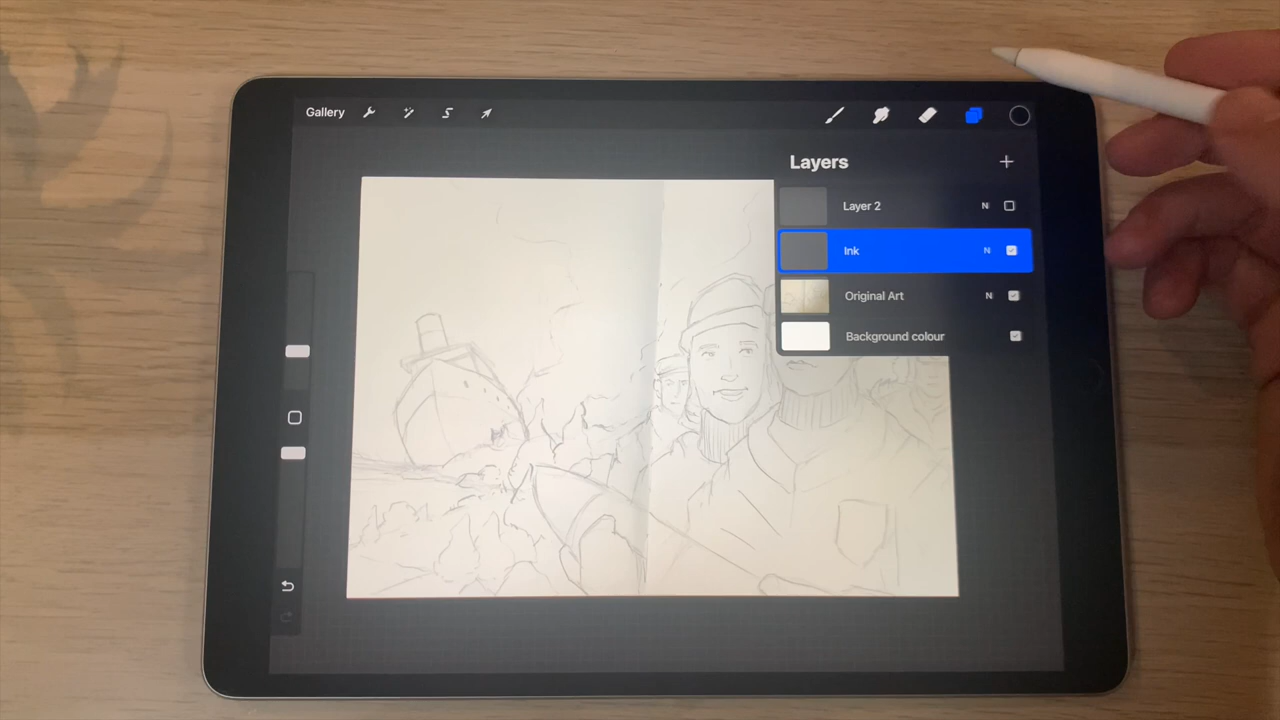 Gallery
Layers
Layer 2 N
Ink N
Original Art N
Background colour